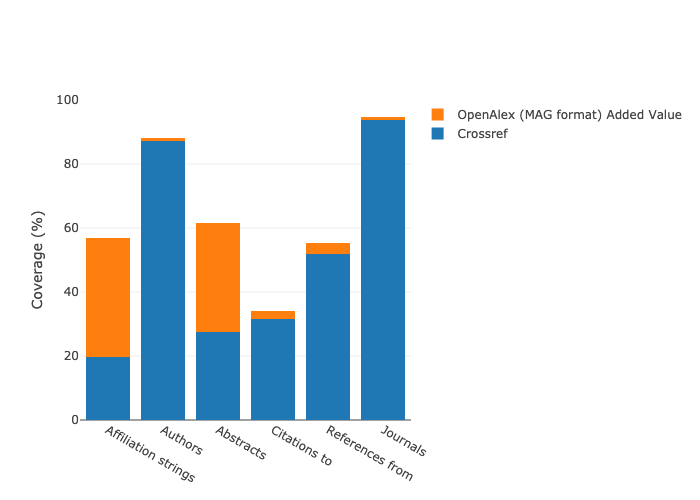 100
80
60
40
20
0
Coverage (%)
Affiliation strings
Authors
Abstracts
Citations to
References from
Journals
OpenAlex (MAG format) Added Value
Crossref